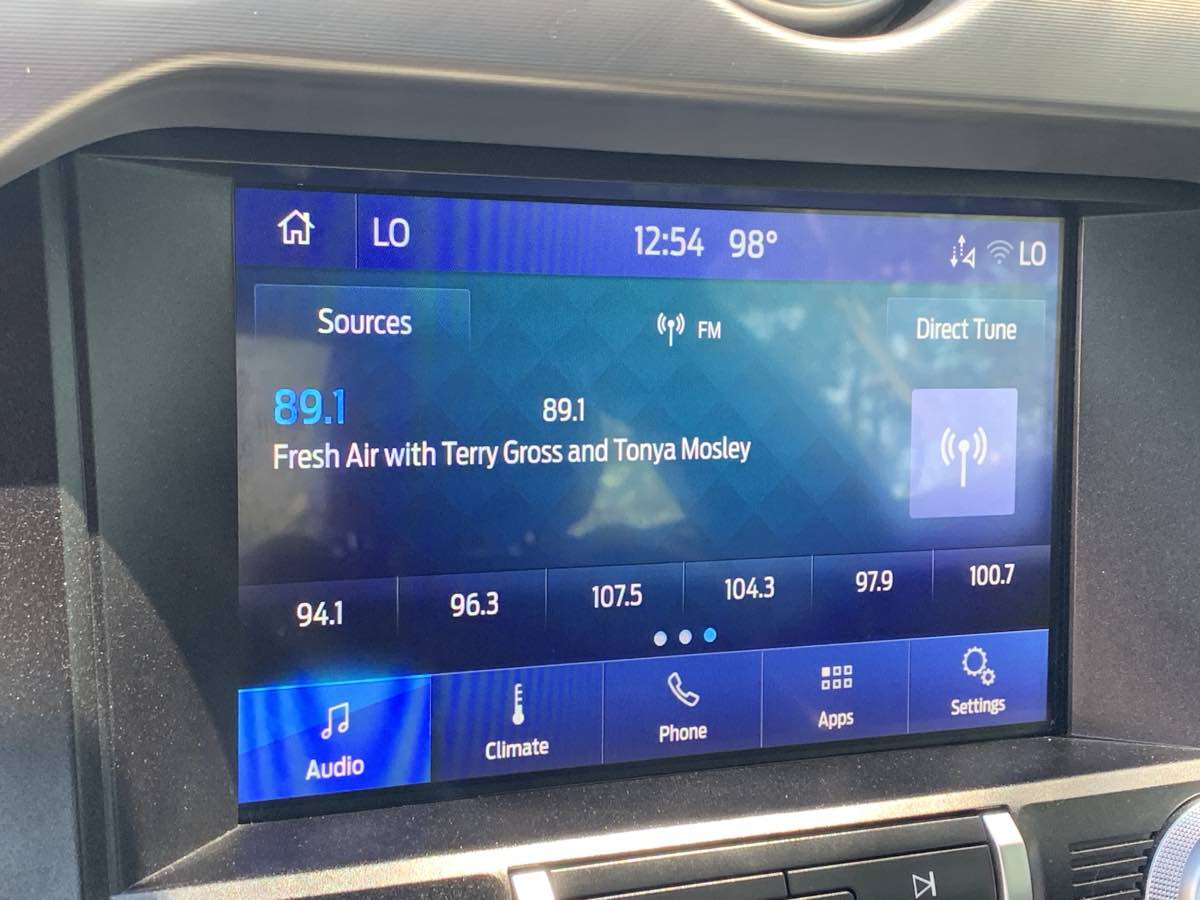 LO 12:54 98° LO
Sources FM Direct Tune
89.1 89.1
Fresh Air with Terry Gross and Tonya Mosley
94.1 96.3 107.5 104.3 97.9 100.7
Audio Climate Phone Apps Settings